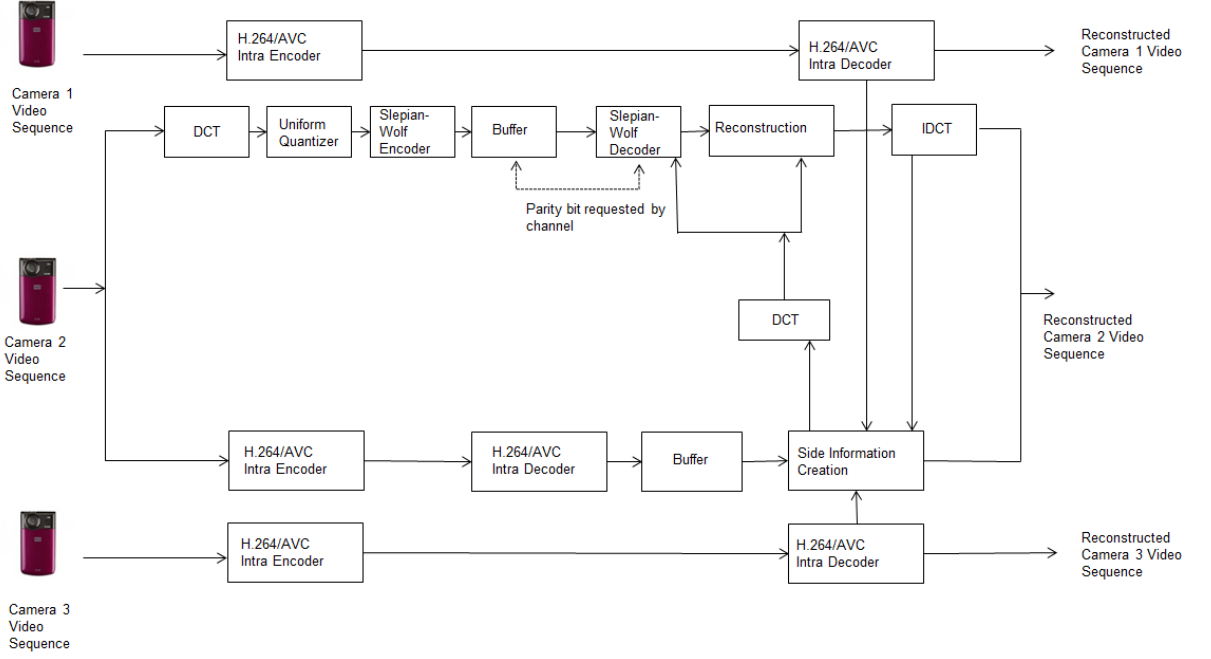 H.264/AVC
Intra Encoder
H.264/AVC
Intra Decoder
Reconstructed
Camera 1 Video
Sequence
Camera 1
Video
Sequence
DCT
Uniform
Quantizer
Slepian-
Wolf
Encoder
Buffer
Slepian-
Wolf
Decoder
Reconstruction
IDCT
Parity bit requested by
channel
DCT
Camera 2
Video
Sequence
Reconstructed
Camera 2 Video
Sequence
H.264/AVC
Intra Encoder
H.264/AVC
Intra Decoder
Buffer
Side Information
Creation
H.264/AVC
Intra Encoder
H.264/AVC
Intra Decoder
Reconstructed
Camera 3 Video
Sequence
Camera 3
Video
Sequence